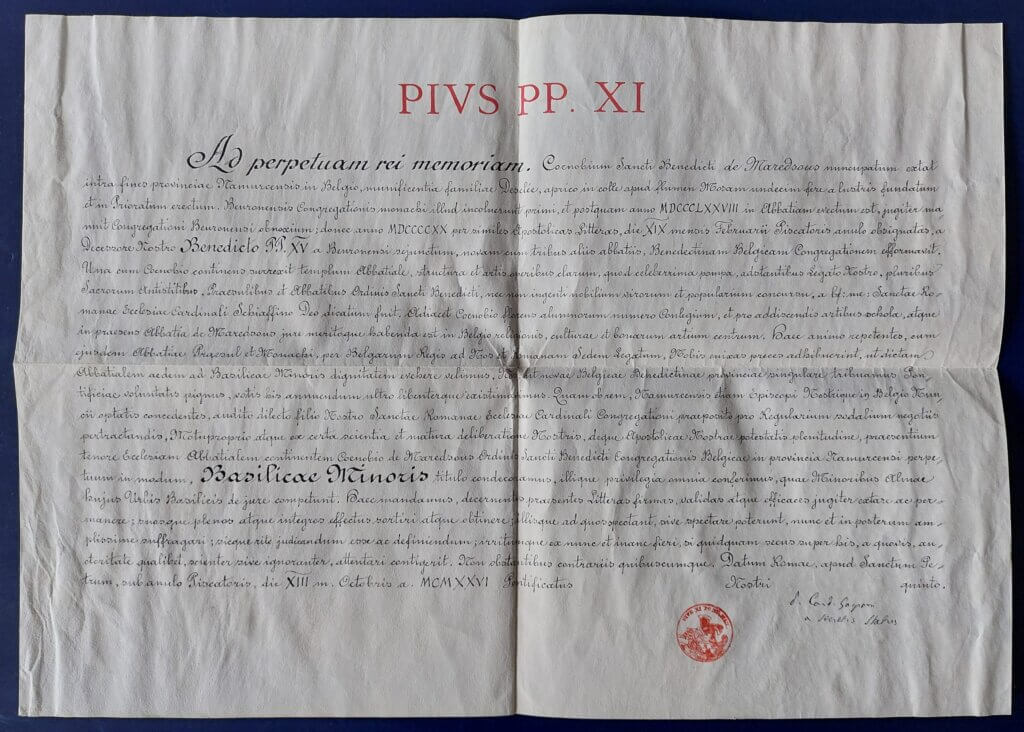 PIVS PP. XI
Ad perpetuam rei memoriam. Coenobium Sancti Benedicti de Maredsous nuncupatum extat
intra fines provinciae Namurcensis in Belgio, munificentia familiae Desclée, aprico in colle apud flumen Mosam undecim fere a lustris fundatum
et in Prioratum erectum. Beuronensis Congregationis monachi illud incoluerunt primi, et postquam anno MDCCCLXXVIII in Abbatiam erectum est, jugiter ma-
nsit Congregationi Beuronensi obnoxium; donec anno MDCCCCXX per similes Apostolicas Litteras, die XIX mensis Februarii Piscatoris anulo obsignatas, a
Decessore Nostro Benedicto PP. XV a Beuronensi sejunctum, novam cum tribus aliis abbatiis, Benedictinam Belgicam Congregationem efformavit.
Una cum Coenobio continens surrexit templum Abbatiale, structura et artis operibus clarum, quod celeberrima pompa, adstantibus Legato Nostro, pluribus
Sacrorum Antistitibus, Praesulibus et Abbatibus Ordinis Sancti Benedicti, nec non ingenti nobilium virorum et popularium concursu, a bf: me: Sanctae Ro-
manae Ecclesiae Cardinali Schiaffino Deo dicatum fuit. Adiacet Coenobio florens alumnorum numero Conlegium, et pro addiscendis artibus schola, atque
in praesens Abbatia de Maredsous jure meritoque habenda est in Belgio religionis, culturae et bonarum artium centrum. Haec animo repetentes, cum
ejusdem Abbatiae Praesul et Monachi, per Belgarum Regis ad Nos et Romanam Sedem Legatum, Nobis enixas preces adhibuerint, ut dictam
Abbatialem aedem ad Basilicae Minoris dignitatem evehere velimus, novae Belgicae Benedictinae provinciae singulare tribuamus Pon-
tificiae voluntatis pignus, votis his annuendum ultro libenterque existimavimus. Quam ob rem, Namurcensis etiam Episcopi Nostrique in Belgio Nun-
cii optatis concedentes, audito dilecto filio Nostro Sanctae Romanae Ecclesiae Cardinali Congregationi praeposito pro Regularium sodalium negotiis
pertractandis, Motuproprio atque ex certa scientia et matura deliberatione Nostris, deque Apostolicae Nostrae potestatis plenitudine, praesentium
tenore Ecclesiam Abbatialem continentem Coenobio de Maredsous Ordinis Sancti Benedicti Congregationis Belgicae in provincia Namurcensi perpe-
tuum in modum, Basilicae Minoris titulo condecoramus, illique privilegia omnia conferimus, quae Minoribus Almae
hujus Urbis Basilicis de jure competunt. Haec mandamus, decernentes praesentes Litteras firmas, validas atque efficaces jugiter extare ac per-
manere; suosque plenos atque integros effectus sortiri atque obtinere; illisque ad quos spectant, sive spectare poterunt, nunc et in posterum am-
plissime suffragari; sicque rite judicandum esse ac definiendum; irritumque ex nunc et inane fieri, si quidquam secus super his, a quovis, au-
ctoritate qualibet, scienter sive ignoranter, attentari contigerit. Non obstantibus contrariis quibuscumque. Datum Romae, apud Sanctum Pe-
trum, sub anulo Piscatoris, die XIII m. Octobris a. MCMXXVI Pontificatus Nostri quinto.
P. Card. Gasparri
a Secretis Status